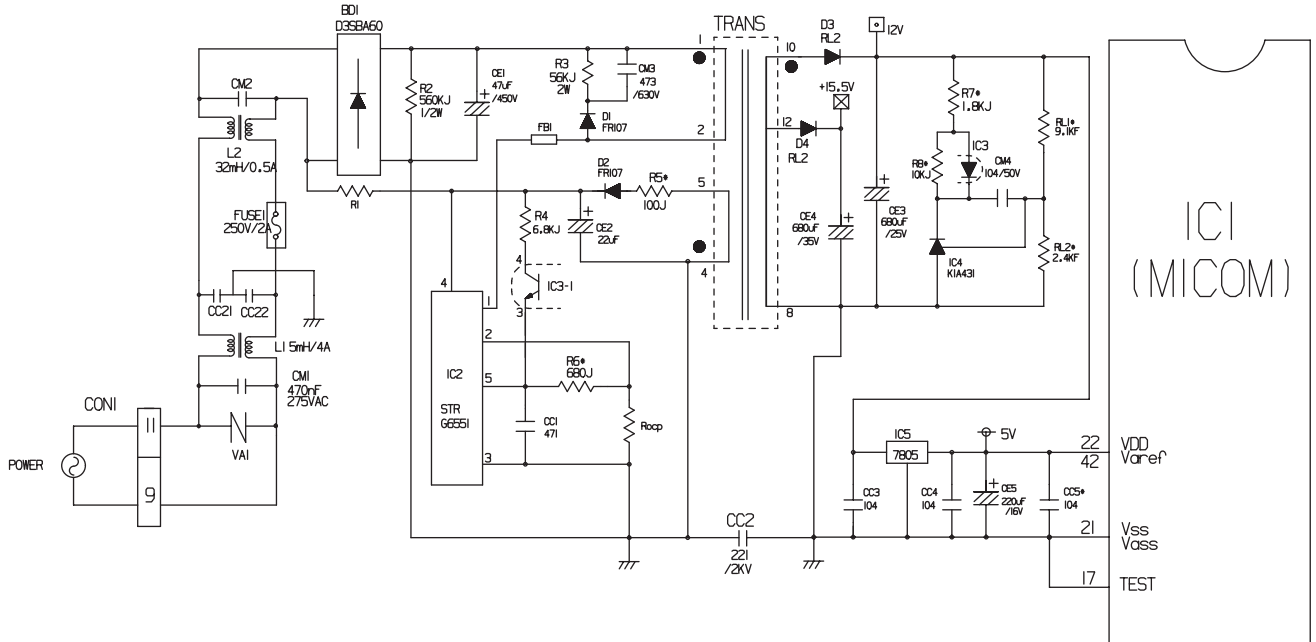 BD1
D3SBA60
TRANS
D3
RL2
12V
1
10
CM2
R2
560KJ
1/2W
CE1
47uF
/450V
R3
56KJ
2W
CM3
473
/630V
+15.5V
R7*
1.8KJ
RL1*
9.1KF
D1
FR107
FB1
2
12
D4
RL2
IC3
R8*
10KJ
CM4
104/50V
L2
32mH/0.5A
D2
FR107
R5*
100J
5
R1
CE3
680uF
/25V
FUSE1
250V/2A
R4
6.8KJ
CE2
22uF
CE4
680uF
/35V
IC4
KIA431
RL2*
2.4KF
IC1
(MICOM)
4
4
IC3-1
4
3
1
CC21
CC22
8
L1 5mH/4A
2
IC2
STR
G6551
R6*
680J
5
CM1
470nF
275VAC
CC1
471
Rocp
3
CON1
11
9
VA1
POWER
IC5
7805
5V
22
VDD
42
Varef
CC3
104
CC4
104
CE5
220uF
/16V
CC5*
104
CC2
221
/2KV
21
Vss
Vass
17
TEST